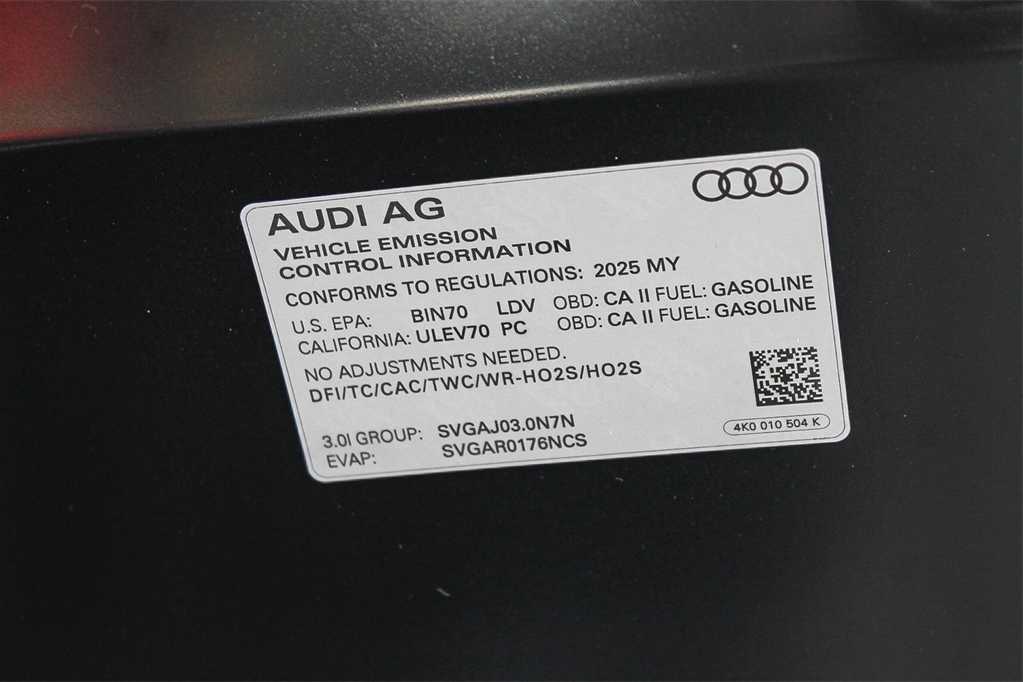 AUDI AG
VEHICLE EMISSION
CONTROL INFORMATION
CONFORMS TO REGULATIONS: 2025 MY
U.S. EPA: BIN70 LDV OBD: CA II FUEL: GASOLINE
CALIFORNIA: ULEV70 PC OBD: CA II FUEL: GASOLINE
NO ADJUSTMENTS NEEDED.
DFI/TC/CAC/TWC/WR-HO2S/HO2S
3.0l GROUP: SVGAJ03.0N7N
EVAP: SVGAR0176NCS
4K0 010 504 K